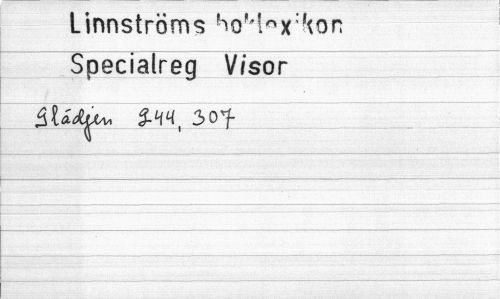 Linnströms boklexikon
Specialreg Visor
Glädjen 244, 307